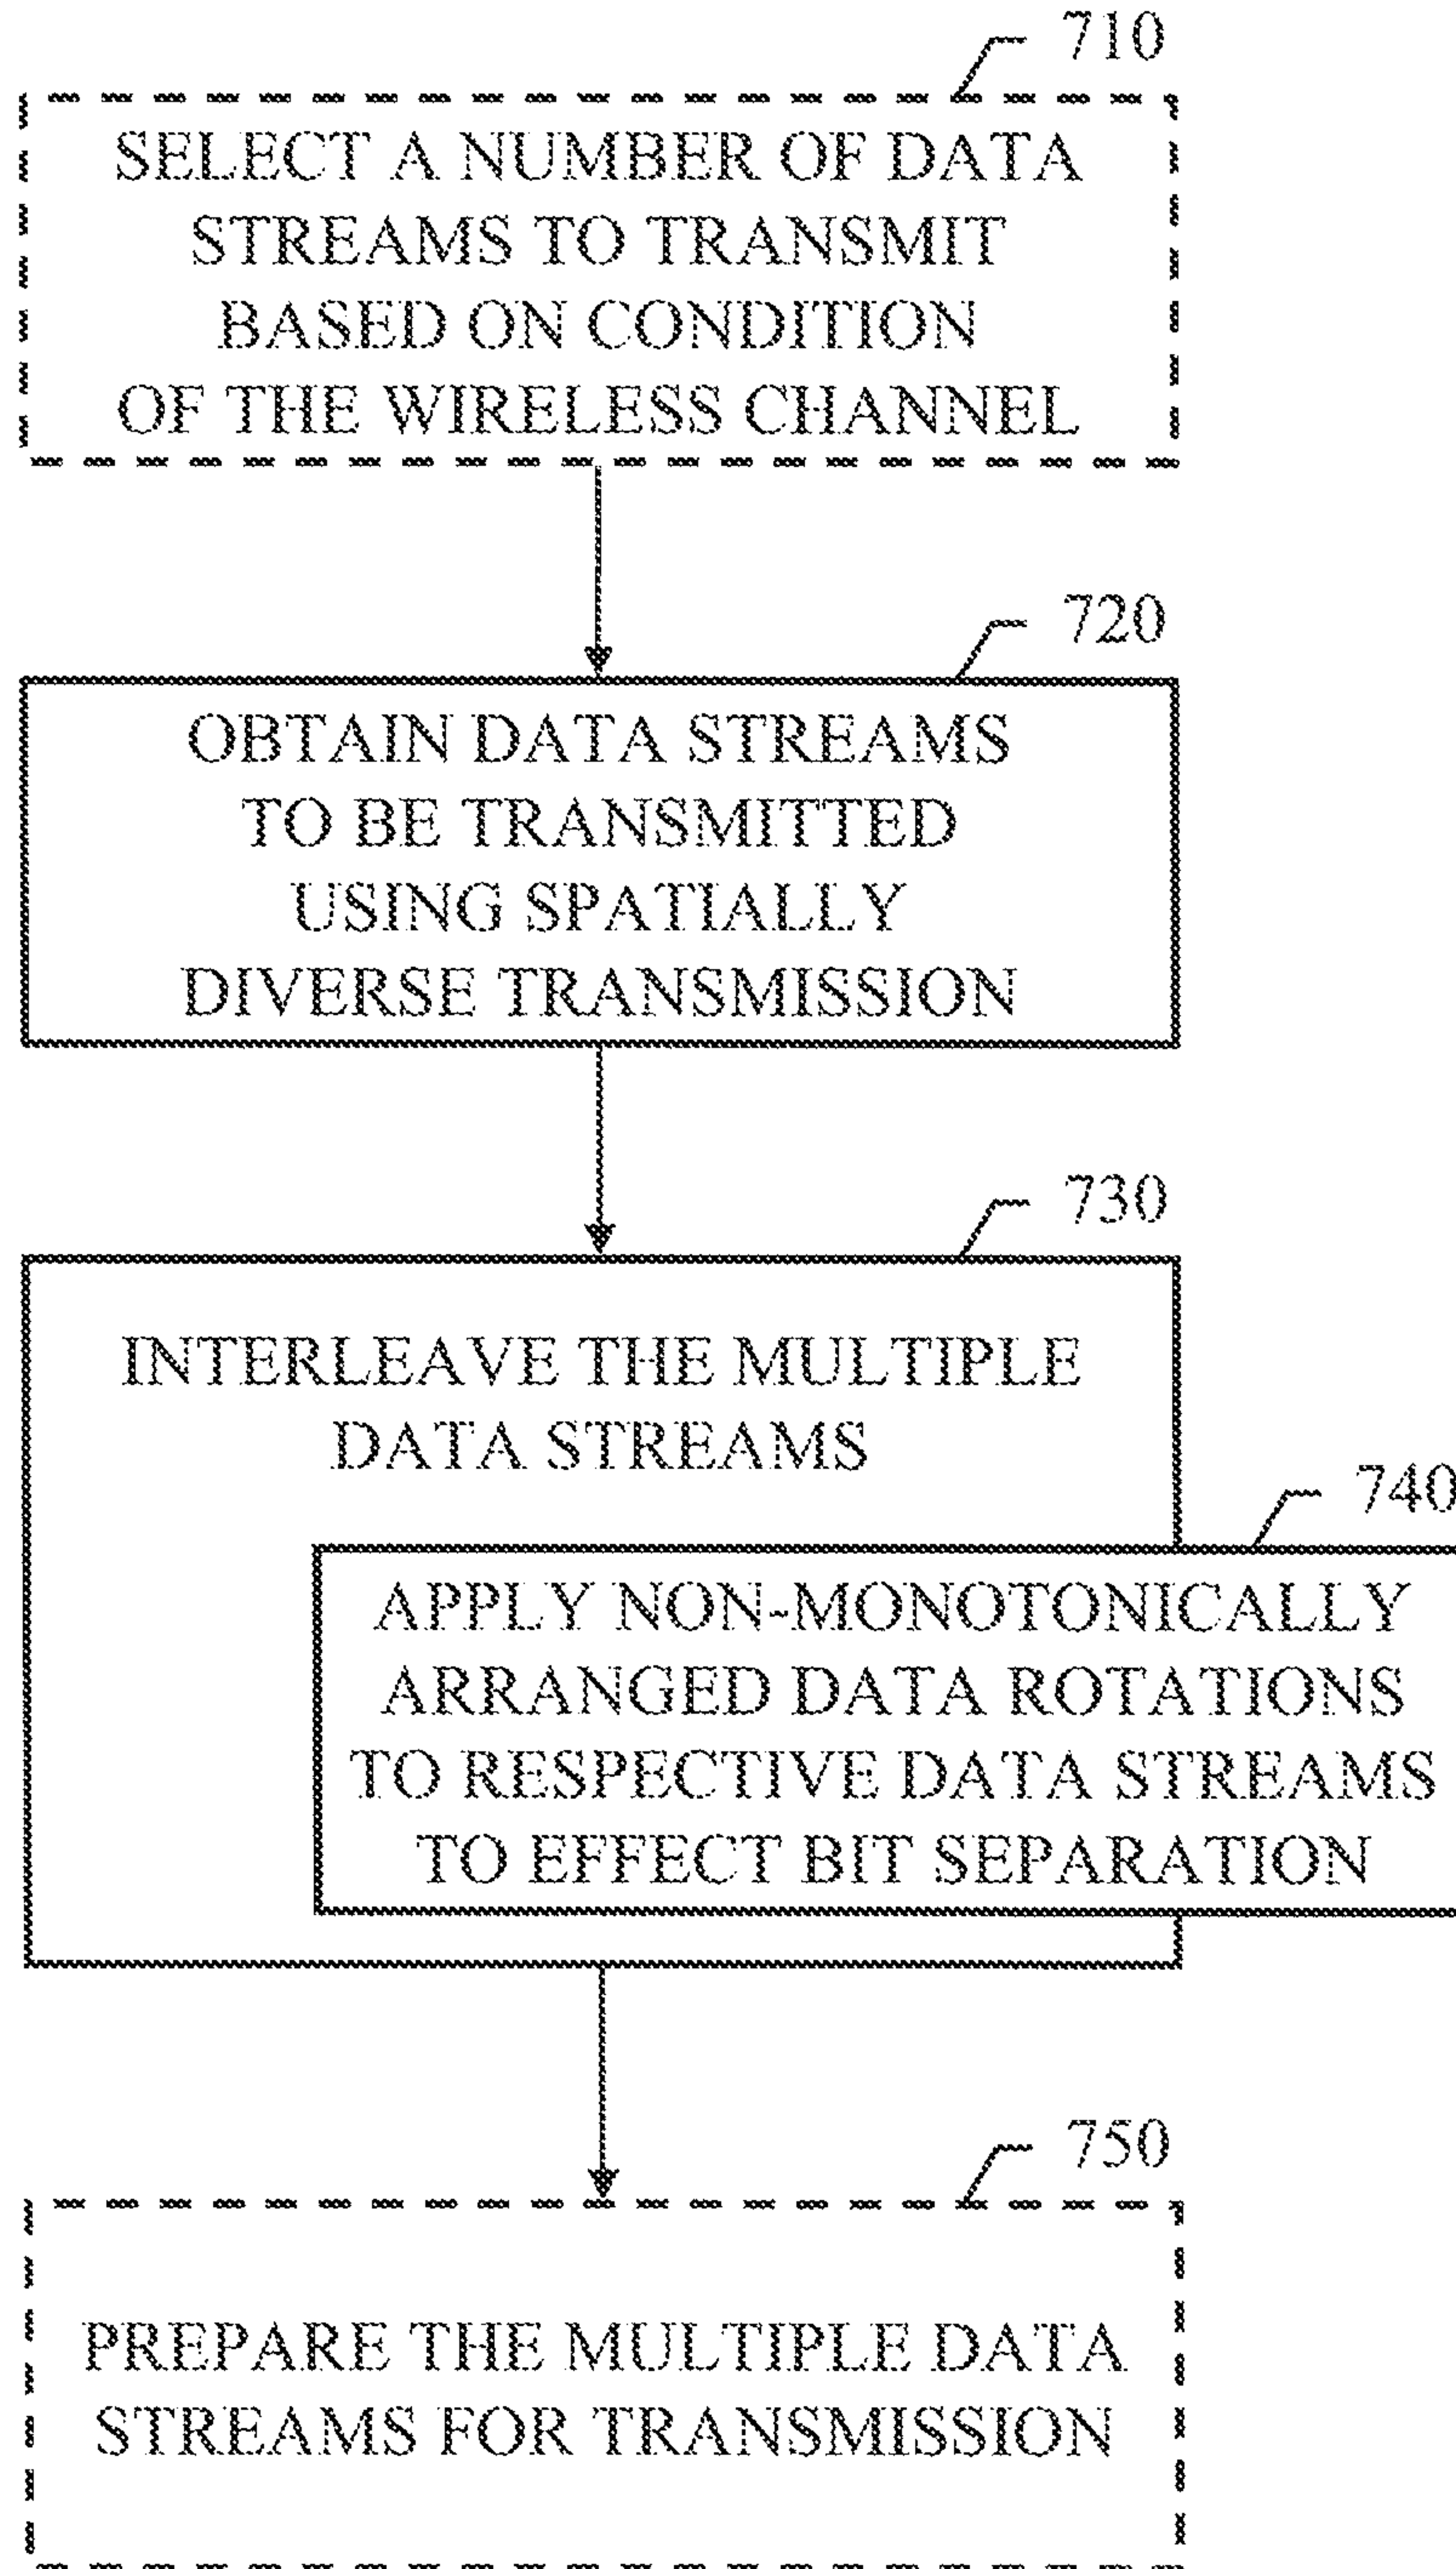 710
SELECT A NUMBER OF DATA
STREAMS TO TRANSMIT
BASED ON CONDITION
OF THE WIRELESS CHANNEL
720
OBTAIN DATA STREAMS
TO BE TRANSMITTED
USING SPATIALLY
DIVERSE TRANSMISSION
730
INTERLEAVE THE MULTIPLE
DATA STREAMS
740
APPLY NON-MONOTONICALLY
ARRANGED DATA ROTATIONS
TO RESPECTIVE DATA STREAMS
TO EFFECT BIT SEPARATION
750
PREPARE THE MULTIPLE DATA
STREAMS FOR TRANSMISSION